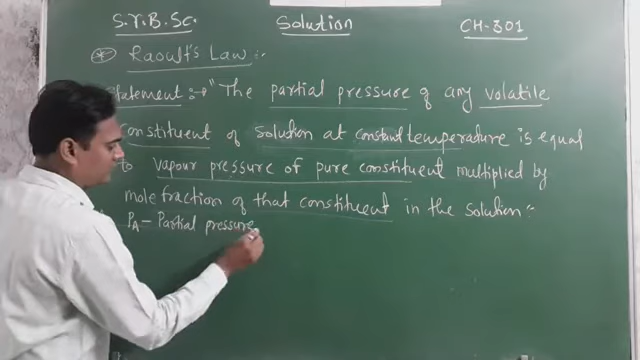 S.Y.B.Sc. Solution CH-301
* Raoult's Law :-
Statement :→ "The partial pressure of any volatile
Constituent of Solution at constant temperature is equal
to vapour pressure of pure constituent multiplied by
mole fraction of that constituent in the solution :-
PA - Partial pressure